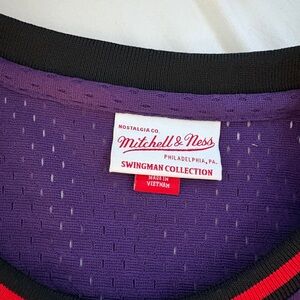 NOSTALGIA CO.
Mitchell & Ness
PHILADELPHIA, PA.
SWINGMAN COLLECTION
MADE IN
VIETNAM